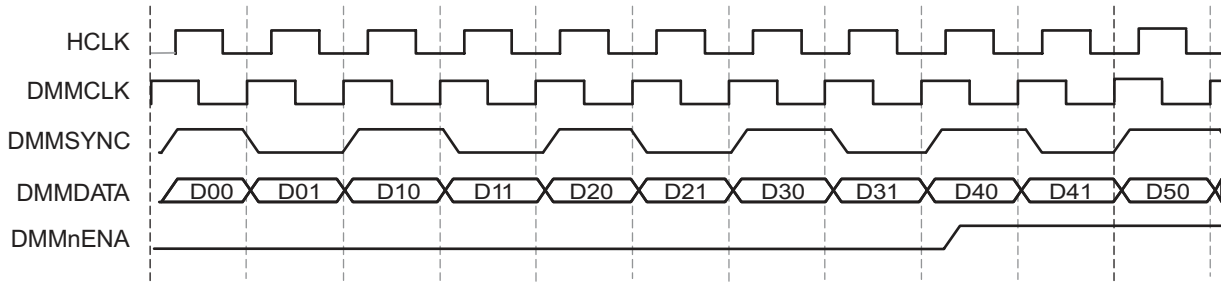 HCLK
DMMCLK
DMMSYNC
DMMDATA D00 D01 D10 D11 D20 D21 D30 D31 D40 D41 D50
DMMnENA